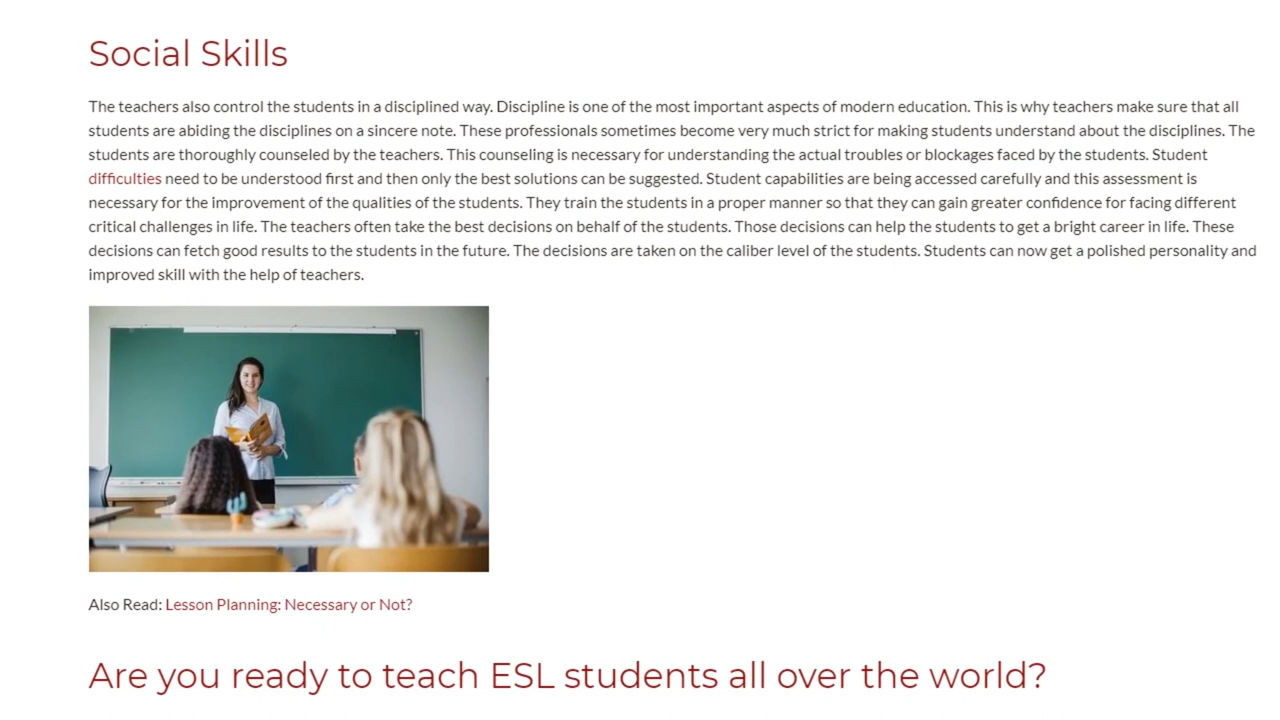 Social Skills
The teachers also control the students in a disciplined way. Discipline is one of the most important aspects of modern education. This is why teachers make sure that all
students are abiding the disciplines on a sincere note. These professionals sometimes become very much strict for making students understand about the disciplines. The
students are thoroughly counseled by the teachers. This counseling is necessary for understanding the actual troubles or blockages faced by the students. Student
difficulties need to be understood first and then only the best solutions can be suggested. Student capabilities are being accessed carefully and this assessment is
necessary for the improvement of the qualities of the students. They train the students in a proper manner so that they can gain greater confidence for facing different
critical challenges in life. The teachers often take the best decisions on behalf of the students. Those decisions can help the students to get a bright career in life. These
decisions can fetch good results to the students in the future. The decisions are taken on the caliber level of the students. Students can now get a polished personality and
improved skill with the help of teachers.
Also Read: Lesson Planning: Necessary or Not?
Are you ready to teach ESL students all over the world?